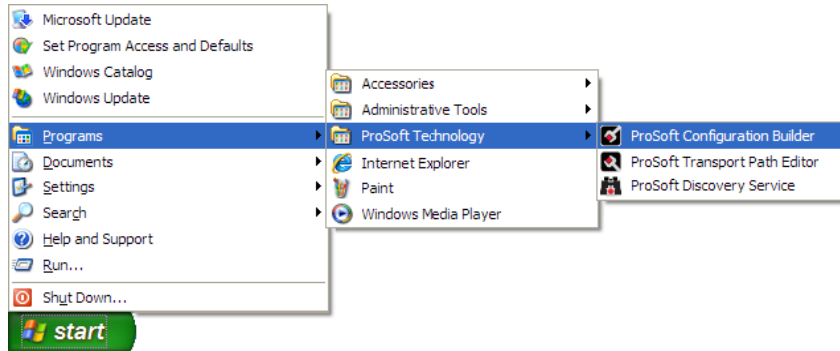 Microsoft Update
Set Program Access and Defaults
Windows Catalog
Windows Update
Programs
Documents
Settings
Search
Help and Support
Run...
Shut Down...
start
Accessories
Administrative Tools
ProSoft Technology
Internet Explorer
Paint
Windows Media Player
ProSoft Configuration Builder
ProSoft Transport Path Editor
ProSoft Discovery Service